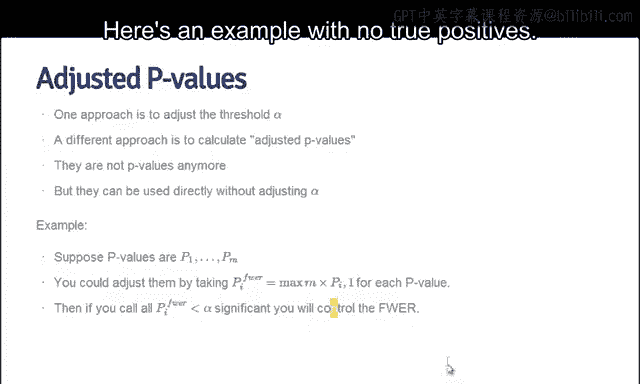 GPT中英字幕课程资源@bilibili.com
Here's an example with no true positives.
Adjusted P-values
· One approach is to adjust the threshold α
· A different approach is to calculate "adjusted p-values"
· They are not p-values anymore
· But they can be used directly without adjusting α
Example:
· Suppose P-values are P₁, …, Pₘ
· You could adjust them by taking Pᵢᶠʷᵉʳ = max m × Pᵢ, 1 for each P-value.
· Then if you call all Pᵢᶠʷᵉʳ < α significant you will control the FWER.